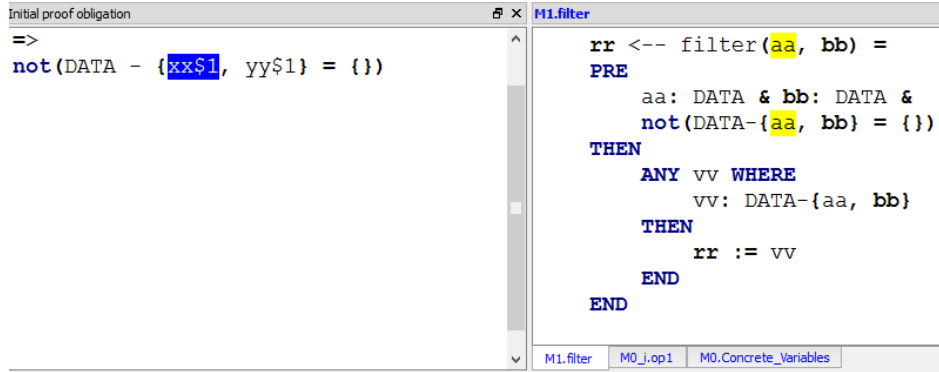 Initial proof obligation
=>
not(DATA - {xx$1, yy$1} = {})
M1.filter
rr <-- filter(aa, bb) =
PRE
aa: DATA & bb: DATA &
not(DATA-{aa, bb} = {})
THEN
ANY vv WHERE
vv: DATA-{aa, bb}
THEN
rr := vv
END
END
M1.filter M0_i.op1 M0.Concrete_Variables